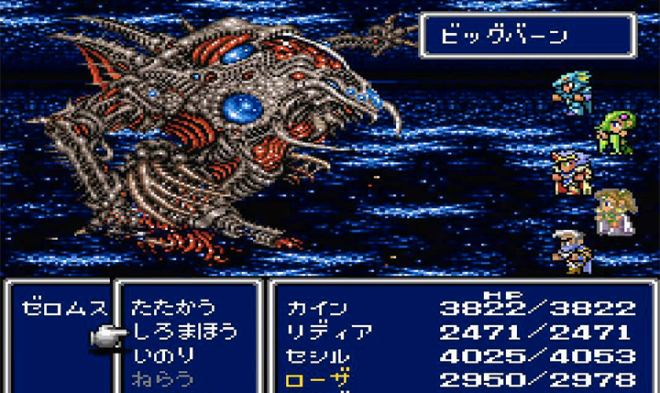 ビッグバーン
ゼロムス
たたかう
しろまほう
いのり
ねらう
HP
カイン 3822/3822
リディア 2471/2471
セシル 4025/4053
ローザ 2950/2978